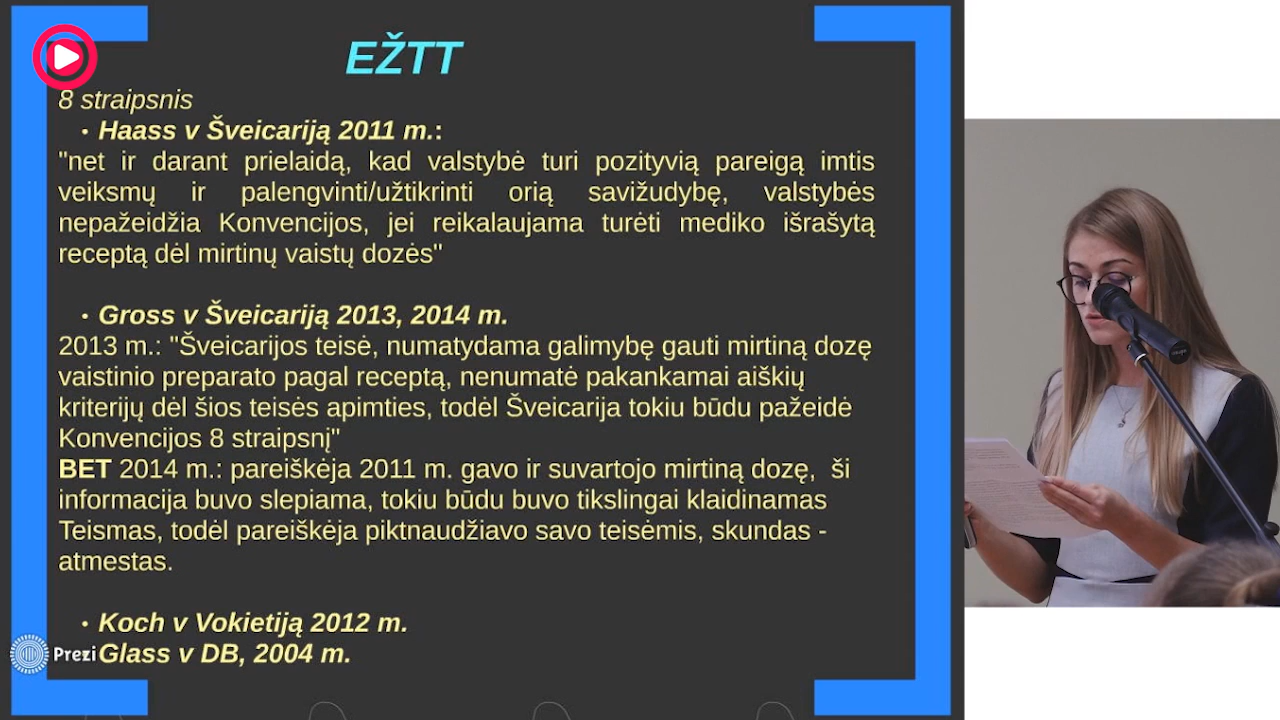 EŽTT
8 straipsnis
• Haass v Šveicariją 2011 m.:
"net ir darant prielaidą, kad valstybė turi pozityvią pareigą imtis
veiksmų ir palengvinti/užtikrinti orią savižudybę, valstybės
nepažeidžia Konvencijos, jei reikalaujama turėti mediko išrašytą
receptą dėl mirtinų vaistų dozės"
• Gross v Šveicariją 2013, 2014 m.
2013 m.: "Šveicarijos teisė, numatydama galimybę gauti mirtiną dozę
vaistinio preparato pagal receptą, nenumatė pakankamai aiškių
kriterijų dėl šios teisės apimties, todėl Šveicarija tokiu būdu pažeidė
Konvencijos 8 straipsnį"
BET 2014 m.: pareiškėja 2011 m. gavo ir suvartojo mirtiną dozę, ši
informacija buvo slepiama, tokiu būdu buvo tikslingai klaidinamas
Teismas, todėl pareiškėja piktnaudžiavo savo teisėmis, skundas -
atmestas.
• Koch v Vokietiją 2012 m.
Glass v DB, 2004 m.
Prezi